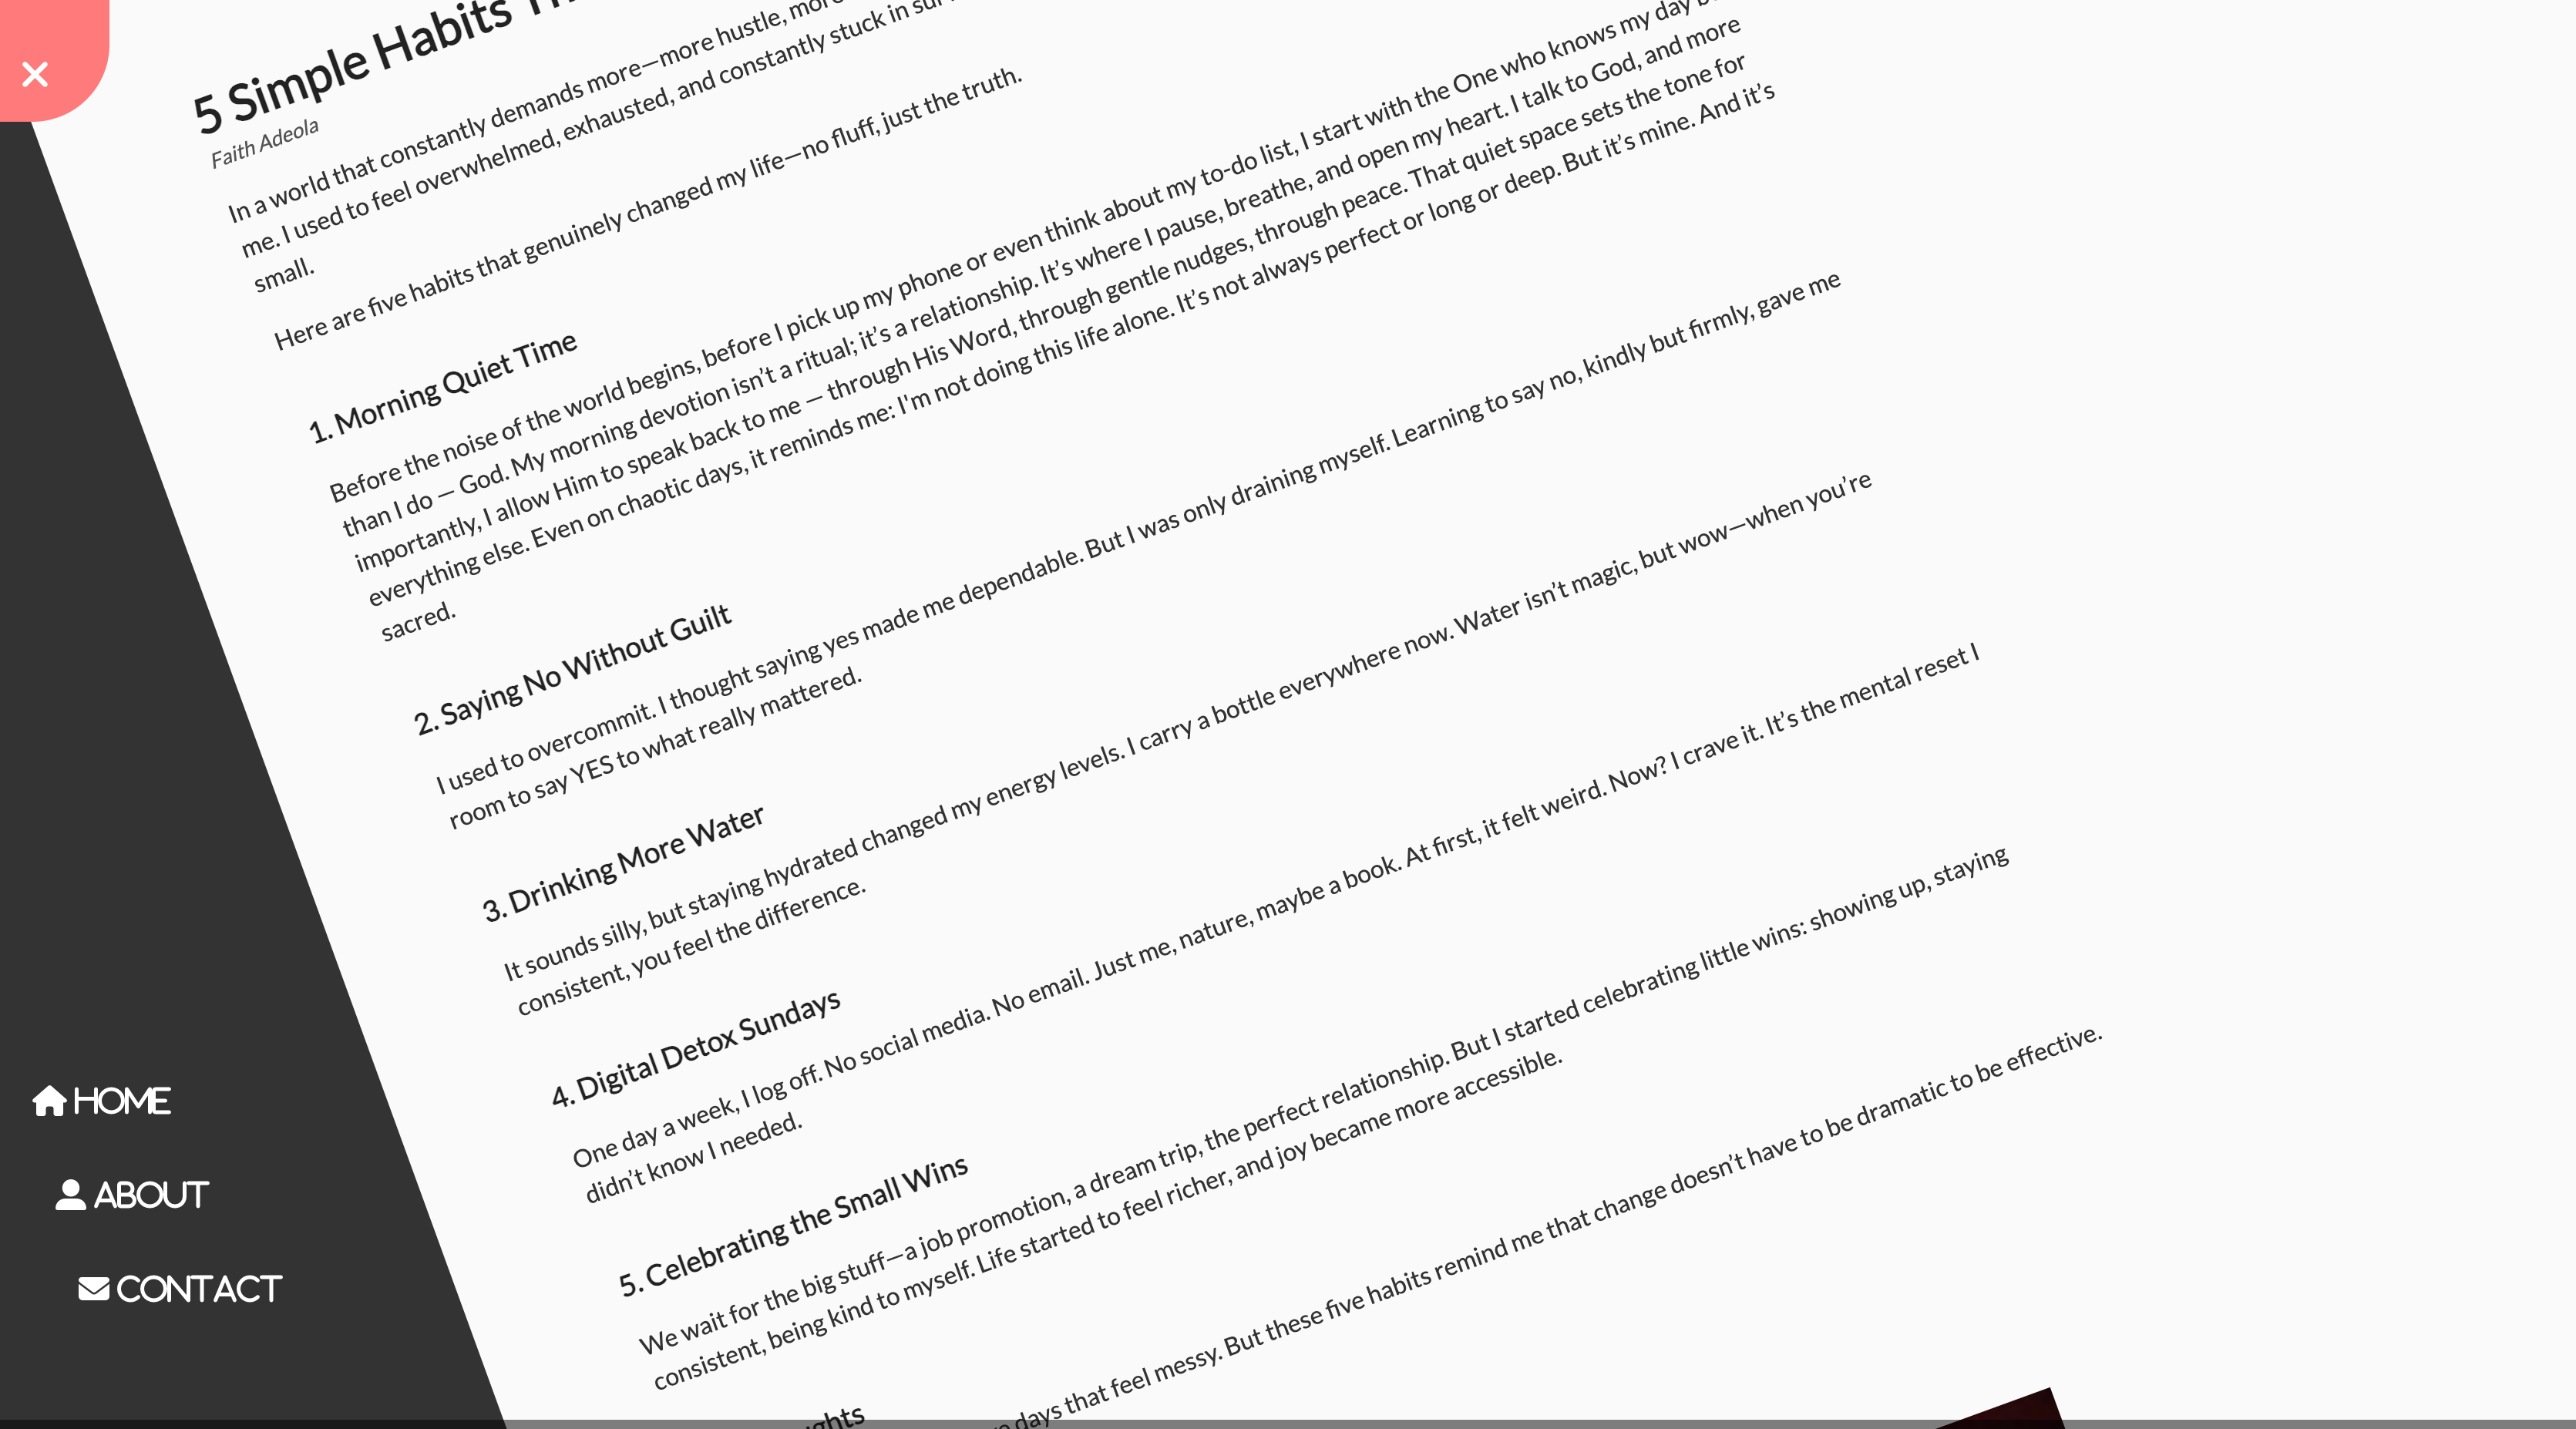 5 Simple Habits
Faith Adeola
In a world that constantly demands more—more hustle, more
me. I used to feel overwhelmed, exhausted, and constantly stuck in
small.
Here are five habits that genuinely changed my life—no fluff, just the truth.
1. Morning Quiet Time
Before the noise of the world begins, before I pick up my phone or even think about my to-do list, I start with the One who knows my day
than I do — God. My morning devotion isn’t a ritual; it’s a relationship. It’s where I pause, breathe, and open my heart. I talk to God, and more
importantly, I allow Him to speak back to me — through His Word, through gentle nudges, through peace. That quiet space sets the tone for
everything else. Even on chaotic days, it reminds me: I'm not doing this life alone. It’s not always perfect or long or deep. But it’s mine. And it’s
sacred.
2. Saying No Without Guilt
I used to overcommit. I thought saying yes made me dependable. But I was only draining myself. Learning to say no, kindly but firmly, gave me
room to say YES to what really mattered.
3. Drinking More Water
It sounds silly, but staying hydrated changed my energy levels. I carry a bottle everywhere now. Water isn’t magic, but wow—when you’re
consistent, you feel the difference.
4. Digital Detox Sundays
One day a week, I log off. No social media. No email. Just me, nature, maybe a book. At first, it felt weird. Now? I crave it. It’s the mental reset I
didn’t know I needed.
5. Celebrating the Small Wins
We wait for the big stuff—a job promotion, a dream trip, the perfect relationship. But I started celebrating little wins: showing up, staying
consistent, being kind to myself. Life started to feel richer, and joy became more accessible.
days that feel messy. But these five habits remind me that change doesn’t have to be dramatic to be effective.
HOME
ABOUT
CONTACT